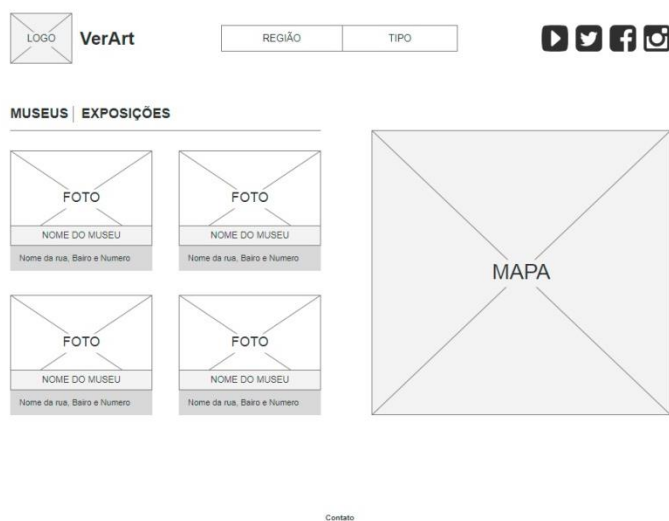 LOGO VerArt REGIÃO TIPO
MUSEUS | EXPOSIÇÕES
FOTO FOTO
NOME DO MUSEU NOME DO MUSEU
Nome da rua, Bairo e Numero Nome da rua, Bairo e Numero
MAPA
FOTO FOTO
NOME DO MUSEU NOME DO MUSEU
Nome da rua, Bairo e Numero Nome da rua, Bairo e Numero
Contato